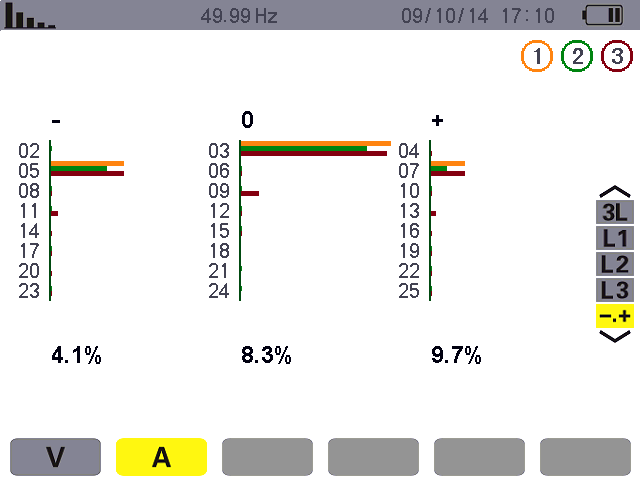 49.99 Hz 09/10/14 17:10
1 2 3
- 0 +
02 03 04
05 06 07
08 09 10
11 12 13
14 15 16
17 18 19
20 21 22
23 24 25
3L
L1
L2
L3
-.+
4.1% 8.3% 9.7%
V A